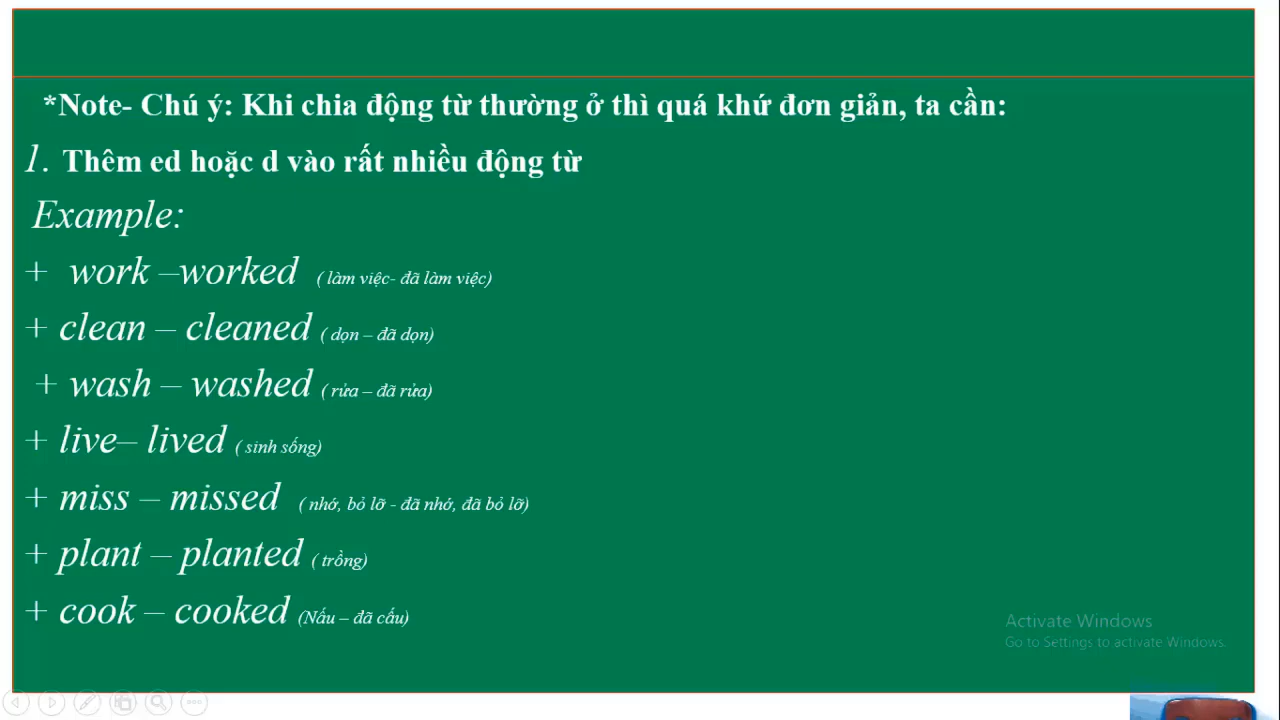 *Note- Chú ý: Khi chia động từ thường ở thì quá khứ đơn giản, ta cần:
1. Thêm ed hoặc d vào rất nhiều động từ
Example:
+ work –worked ( làm việc- đã làm việc)
+ clean – cleaned ( dọn – đã dọn)
+ wash – washed ( rửa – đã rửa)
+ live– lived ( sinh sống)
+ miss – missed ( nhớ, bỏ lỡ - đã nhớ, đã bỏ lỡ)
+ plant – planted ( trồng)
+ cook – cooked (Nấu – đã cấu)
Activate Windows
Go to Settings to activate Windows.